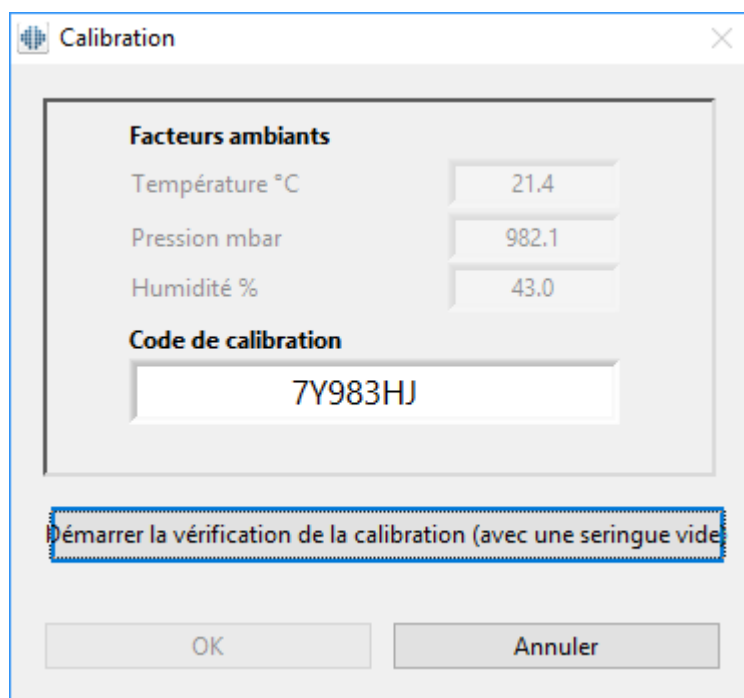 Calibration
Facteurs ambiants
Température °C 21.4
Pression mbar 982.1
Humidité % 43.0
Code de calibration
7Y983HJ
Démarrer la vérification de la calibration (avec une seringue vide
OK Annuler